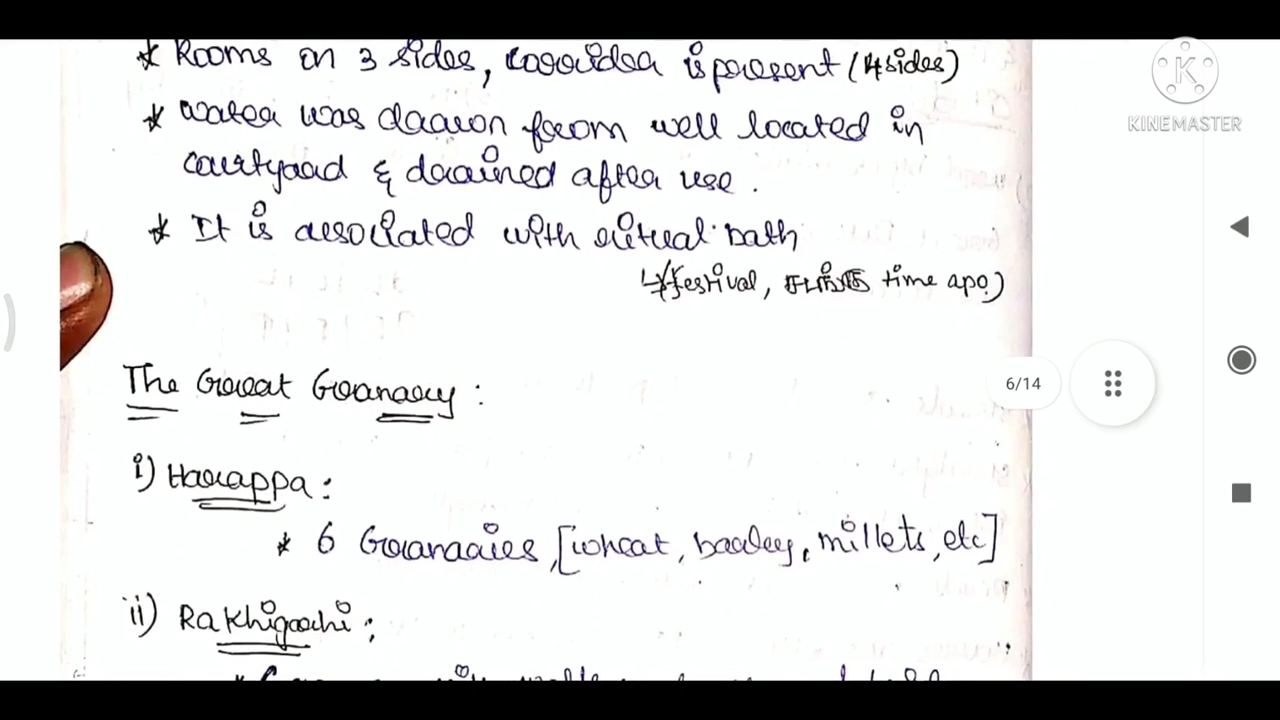 * Rooms on 3 sides, corridor is present (4 sides)
* water was drawn from well located in
courtyard & drained after use.
* It is associated with ritual bath
festival, சடங்கு time apo)
The Great Granary :
i) Harappa :
* 6 Granaries, [wheat, barley, millets, etc]
ii) Rakhigarhi :
K
KINEMASTER
6/14